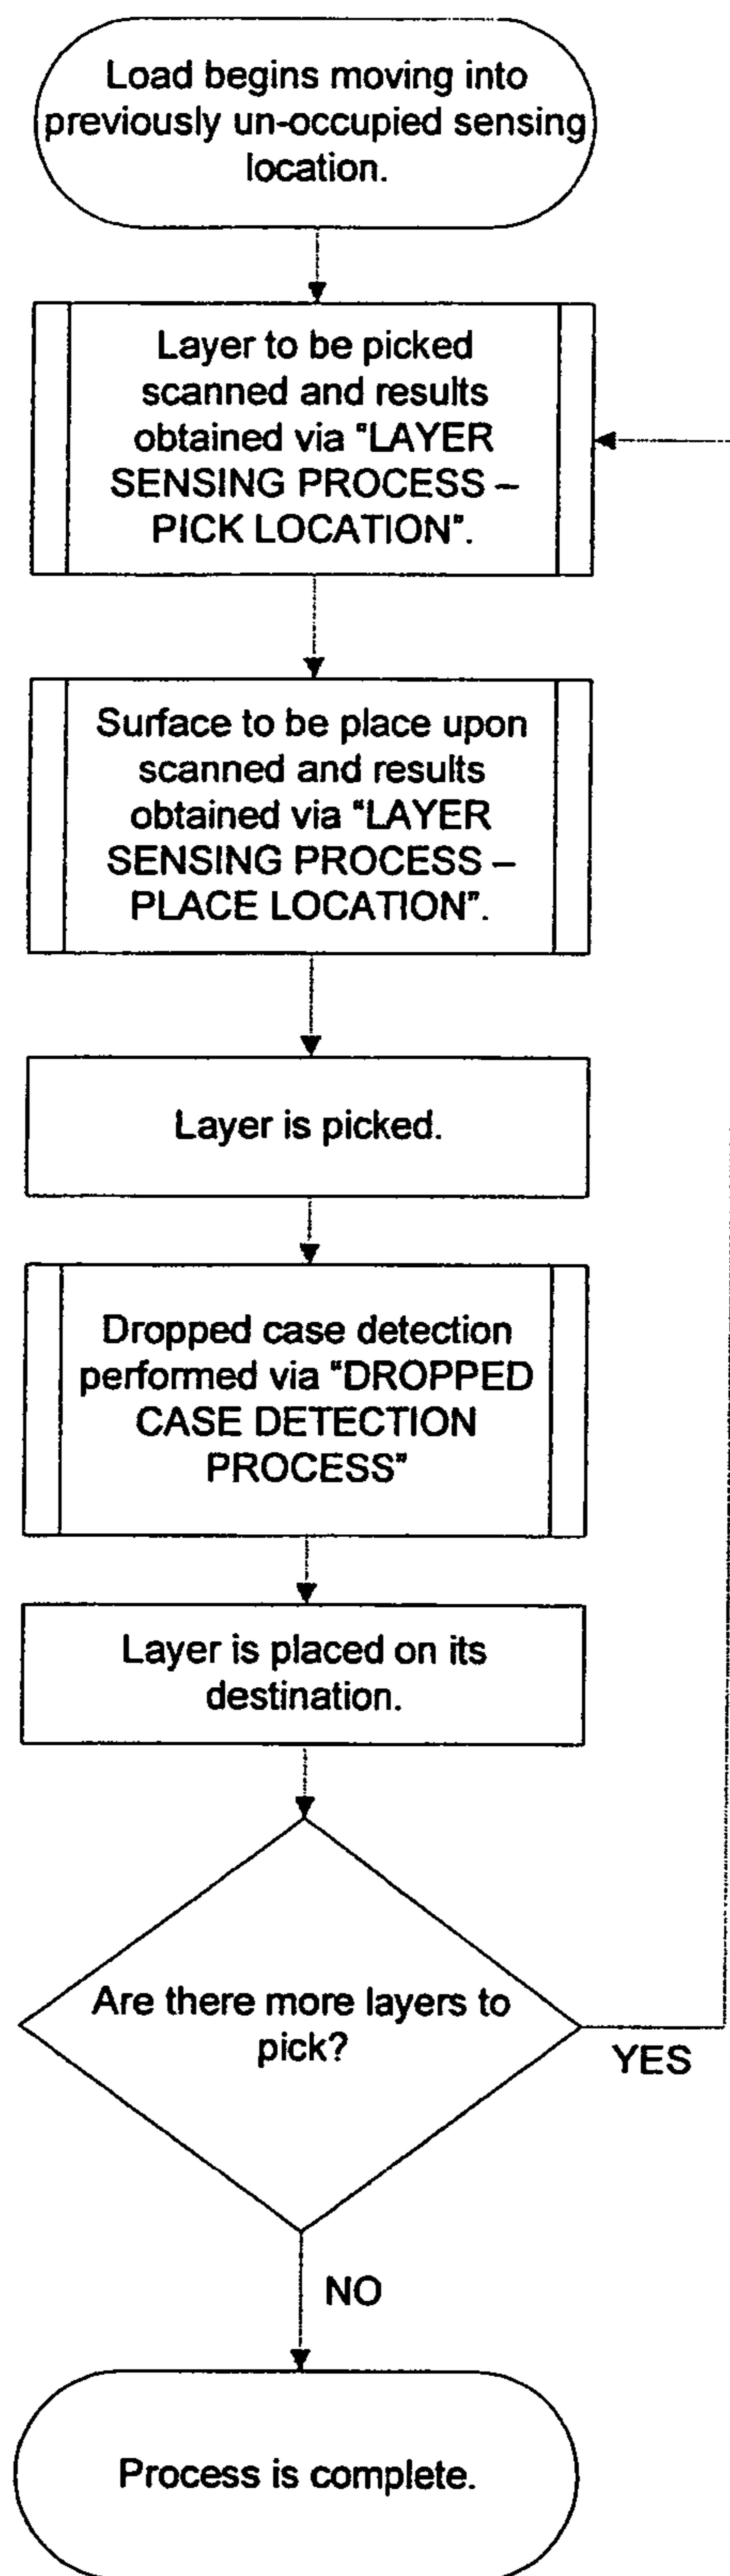 Load begins moving into
previously un-occupied sensing
location.
Layer to be picked
scanned and results
obtained via "LAYER
SENSING PROCESS –
PICK LOCATION".
Surface to be place upon
scanned and results
obtained via "LAYER
SENSING PROCESS –
PLACE LOCATION".
Layer is picked.
Dropped case detection
performed via "DROPPED
CASE DETECTION
PROCESS"
Layer is placed on its
destination.
Are there more layers to
pick?
YES
NO
Process is complete.